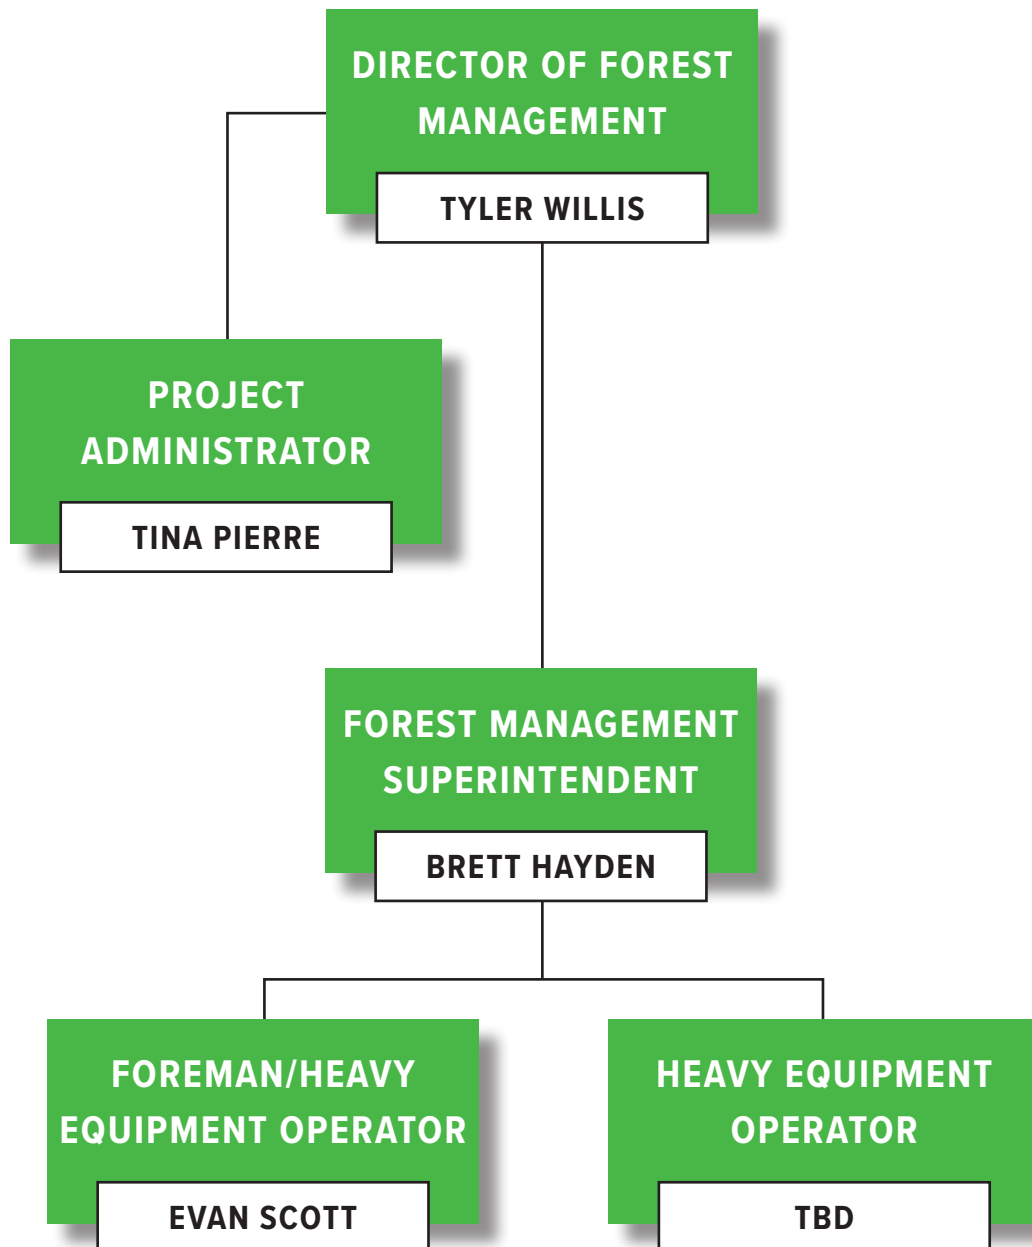 DIRECTOR OF FOREST
MANAGEMENT
TYLER WILLIS
PROJECT
ADMINISTRATOR
TINA PIERRE
FOREST MANAGEMENT
SUPERINTENDENT
BRETT HAYDEN
FOREMAN/HEAVY
EQUIPMENT OPERATOR
EVAN SCOTT
HEAVY EQUIPMENT
OPERATOR
TBD